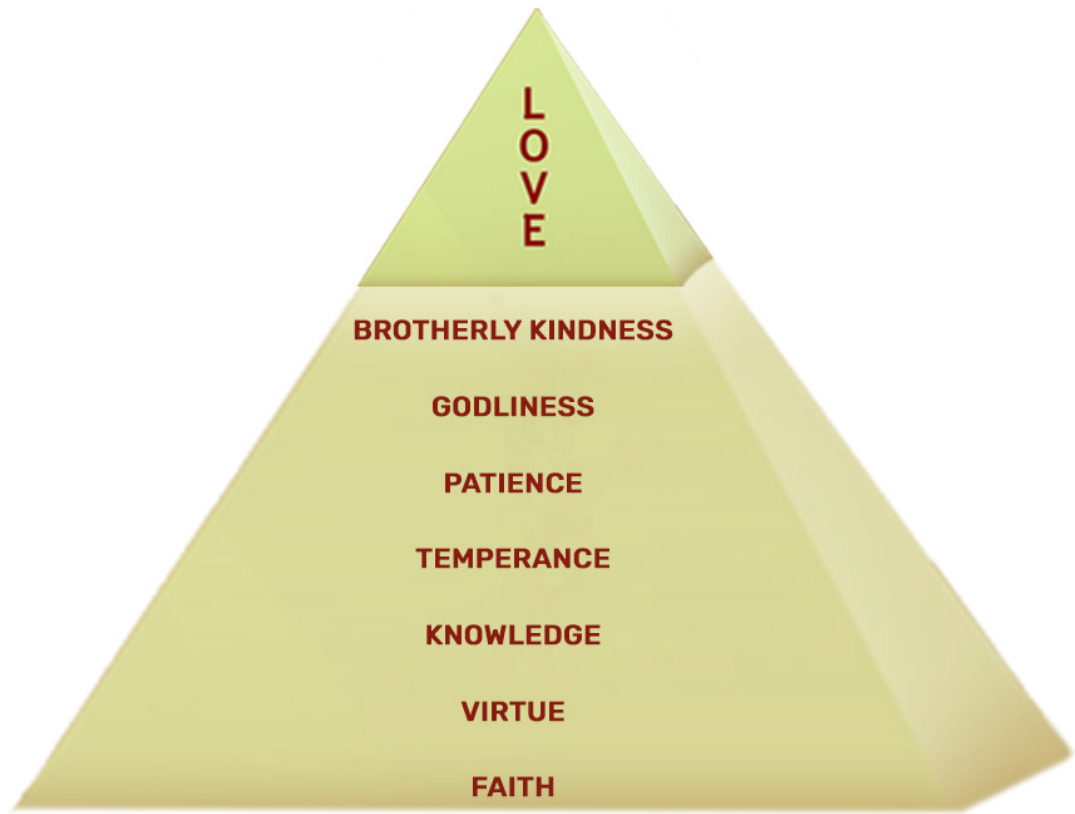 LOVE
BROTHERLY KINDNESS
GODLINESS
PATIENCE
TEMPERANCE
KNOWLEDGE
VIRTUE
FAITH